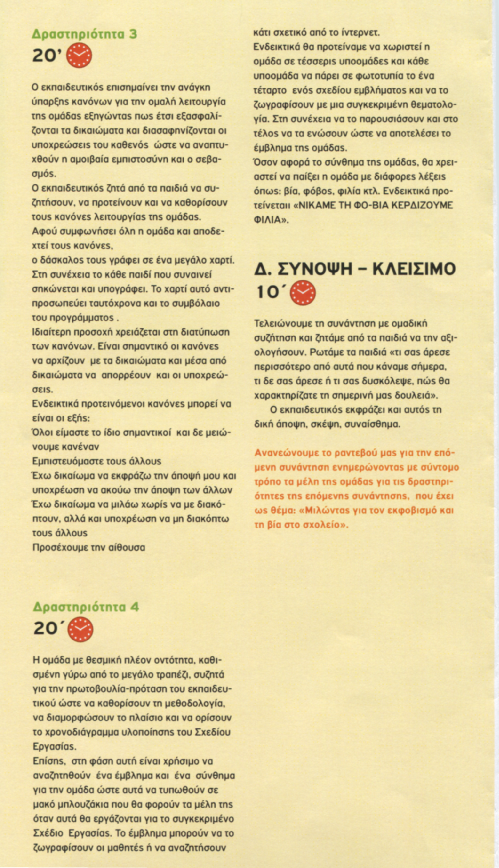 Δραστηριότητα 3
20’
Ο εκπαιδευτικός επισημαίνει την ανάγκη
ύπαρξης κανόνων για την ομαλή λειτουργία
της ομάδας εξηγώντας πως έτσι εξασφαλί-
ζονται τα δικαιώματα και διασαφηνίζονται οι
υποχρεώσεις του καθενός ώστε να αναπτυ-
χθούν η αμοιβαία εμπιστοσύνη και ο σεβα-
σμός.
Ο εκπαιδευτικός ζητά από τα παιδιά να συ-
ζητήσουν, να προτείνουν και να καθορίσουν
τους κανόνες λειτουργίας της ομάδας.
Αφού συμφωνήσει όλη η ομάδα και αποδε-
χτεί τους κανόνες,
ο δάσκαλος τους γράφει σε ένα μεγάλο χαρτί.
Στη συνέχεια το κάθε παιδί που συναινεί
σηκώνεται και υπογράφει. Το χαρτί αυτό αντι-
προσωπεύει ταυτόχρονα και το συμβόλαιο
του προγράμματος .
Ιδιαίτερη προσοχή χρειάζεται στη διατύπωση
των κανόνων. Είναι σημαντικό οι κανόνες
να αρχίζουν με τα δικαιώματα και μέσα από
δικαιώματα να απορρέουν και οι υποχρεώ-
σεις.
Ενδεικτικά προτεινόμενοι κανόνες μπορεί να
είναι οι εξής:
Όλοι είμαστε το ίδιο σημαντικοί και δε μειώ-
νουμε κανέναν
Εμπιστευόμαστε τους άλλους
Έχω δικαίωμα να εκφράζω την άποψή μου και
υποχρέωση να ακούω την άποψη των άλλων
Έχω δικαίωμα να μιλάω χωρίς να με διακό-
πτουν, αλλά και υποχρέωση να μη διακόπτω
τους άλλους
Προσέχουμε την αίθουσα
Δραστηριότητα 4
20΄
Η ομάδα με θεσμική πλέον οντότητα, καθι-
σμένη γύρω από το μεγάλο τραπέζι, συζητά
για την πρωτοβουλία-πρόταση του εκπαιδευ-
τικού ώστε να καθορίσουν τη μεθοδολογία,
να διαμορφώσουν το πλαίσιο και να ορίσουν
το χρονοδιάγραμμα υλοποίησης του Σχεδίου
Εργασίας.
Επίσης, στη φάση αυτή είναι χρήσιμο να
αναζητηθούν ένα έμβλημα και ένα σύνθημα
για την ομάδα ώστε αυτά να τυπωθούν σε
μακό μπλουζάκια που θα φορούν τα μέλη της
όταν αυτά θα εργάζονται για το συγκεκριμένο
Σχέδιο Εργασίας. Το έμβλημα μπορούν να το
ζωγραφίσουν οι μαθητές ή να αναζητήσουν
κάτι σχετικό από το ίντερνετ.
Ενδεικτικά θα προτείναμε να χωριστεί η
ομάδα σε τέσσερις υποομάδες και κάθε
υποομάδα να πάρει σε φωτοτυπία το ένα
τέταρτο ενός σχεδίου εμβλήματος και να το
ζωγραφίσουν με μια συγκεκριμένη θεματολο-
γία. Στη συνέχεια να το παρουσιάσουν και στο
τέλος να τα ενώσουν ώστε να αποτελέσει το
έμβλημα της ομάδας.
Όσον αφορά το σύνθημα της ομάδας, θα χρει-
αστεί να παίξει η ομάδα με διάφορες λέξεις
όπως: βία, φόβος, φιλία κτλ. Ενδεικτικά προ-
τείνεται: «ΝΙΚΑΜΕ ΤΗ ΦΟ-ΒΙΑ ΚΕΡΔΙΖΟΥΜΕ
ΦΙΛΙΑ».
Δ. ΣΥΝΟΨΗ – ΚΛΕΙΣΙΜΟ
10΄
Τελειώνουμε τη συνάντηση με ομαδική
συζήτηση και ζητάμε από τα παιδιά να την αξι-
ολογήσουν. Ρωτάμε τα παιδιά «τι σας άρεσε
περισσότερο από αυτά που κάναμε σήμερα,
τι δε σας άρεσε ή τι σας δυσκόλεψε, πώς θα
χαρακτηρίζατε τη σημερινή μας δουλειά».
Ο εκπαιδευτικός εκφράζει και αυτός τη
δική άποψη, σκέψη, συναίσθημα.
Ανανεώνουμε το ραντεβού μας για την επό-
μενη συνάντηση ενημερώνοντας με σύντομο
τρόπο τα μέλη της ομάδας για τις δραστηρι-
ότητες της επόμενης συνάντησης, που έχει
ως θέμα: «Μιλώντας για τον εκφοβισμό και
τη βία στο σχολείο».